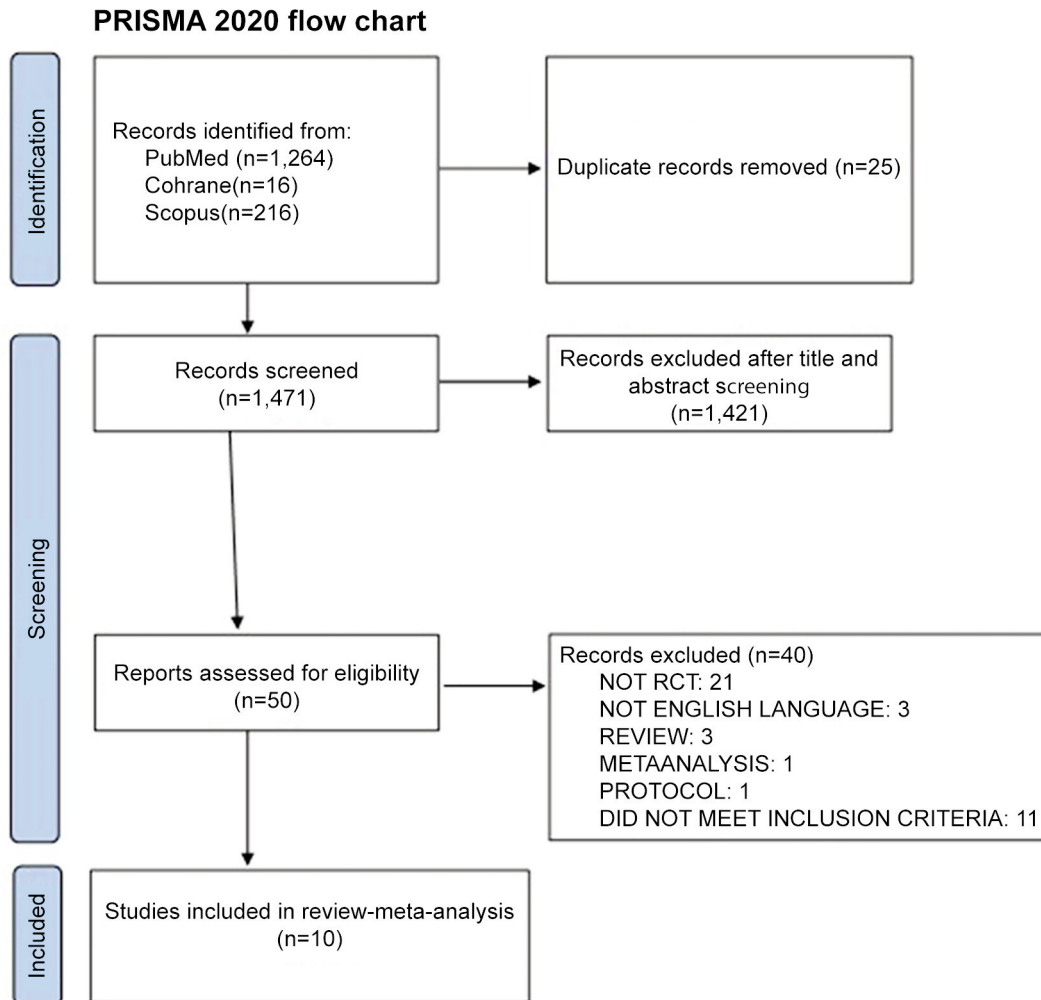 PRISMA 2020 flow chart
Identification
Records identified from:
PubMed (n=1,264)
Cohrane(n=16)
Scopus(n=216)
Duplicate records removed (n=25)
Screening
Records screened
(n=1,471)
Records excluded after title and
abstract screening
(n=1,421)
Reports assessed for eligibility
(n=50)
Records excluded (n=40)
NOT RCT: 21
NOT ENGLISH LANGUAGE: 3
REVIEW: 3
METAANALYSIS: 1
PROTOCOL: 1
DID NOT MEET INCLUSION CRITERIA: 11
Included
Studies included in review-meta-analysis
(n=10)